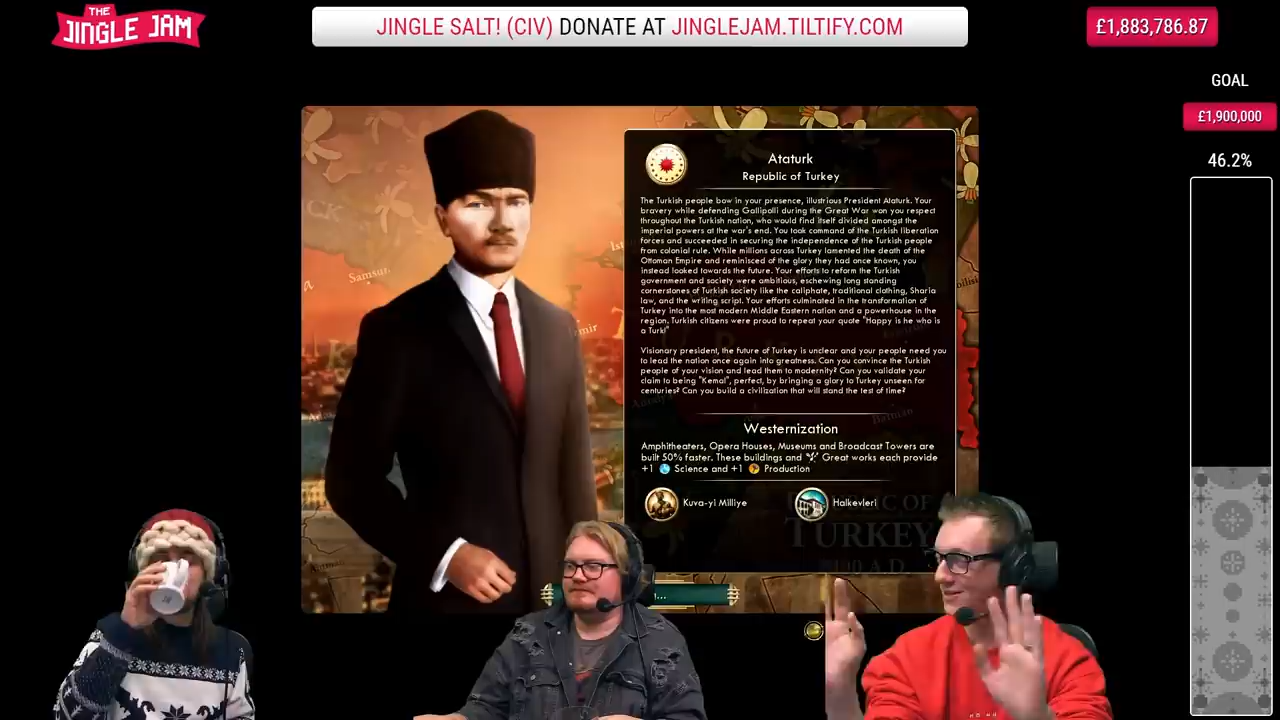 THE
JINGLE JAM
JINGLE SALT! (CIV) DONATE AT JINGLEJAM.TILTIFY.COM
£1,883,786.87
GOAL
£1,900,000
46.2%
Ataturk
Republic of Turkey
The Turkish people bow in your presence, illustrious President Ataturk. Your
bravery while defending Gallipolli during the Great War won you respect
throughout the Turkish nation, who would find itself divided amongst the
imperial powers at the war's end. You took command of the Turkish liberation
forces and succeeded in securing the independence of the Turkish people
from colonial rule. While millions across Turkey lamented the death of the
Ottoman Empire and reminisced of the glory they had once known, you
instead looked towards the future. Your efforts to reform the Turkish
government and society were ambitious, eschewing long standing
cornerstones of Turkish society like the caliphate, traditional clothing, Sharia
law, and the writing script. Your efforts culminated in the transformation of
Turkey into the most modern Middle Eastern nation and a powerhouse in the
region. Turkish citizens were proud to repeat your quote "Happy is he who is
a Turk!"
Visionary president, the future of Turkey is unclear and your people need you
to lead the nation once again into greatness. Can you convince the Turkish
people of your vision and lead them to modernity? Can you validate your
claim to being "Kemal", perfect, by bringing a glory to Turkey unseen for
centuries? Can you build a civilization that will stand the test of time?
Westernization
Amphitheaters, Opera Houses, Museums and Broadcast Towers are
built 50% faster. These buildings and Great works each provide
+1 Science and +1 Production
Kuva-yi Milliye
Halkevleri
Samsun
TURKEY